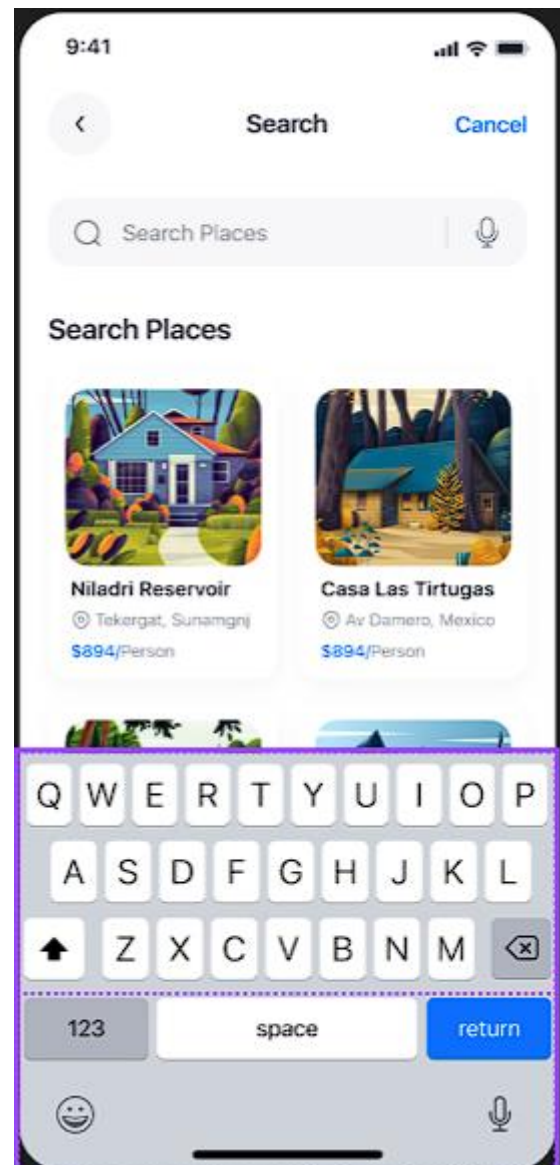 9:41
Search Cancel
Search Places
Search Places
Niladri Reservoir Casa Las Tirtugas
Tekergat, Sunamgnj Av Damero, Mexico
$894/Person $894/Person
Q W E R T Y U I O P
A S D F G H J K L
Z X C V B N M
123 space return